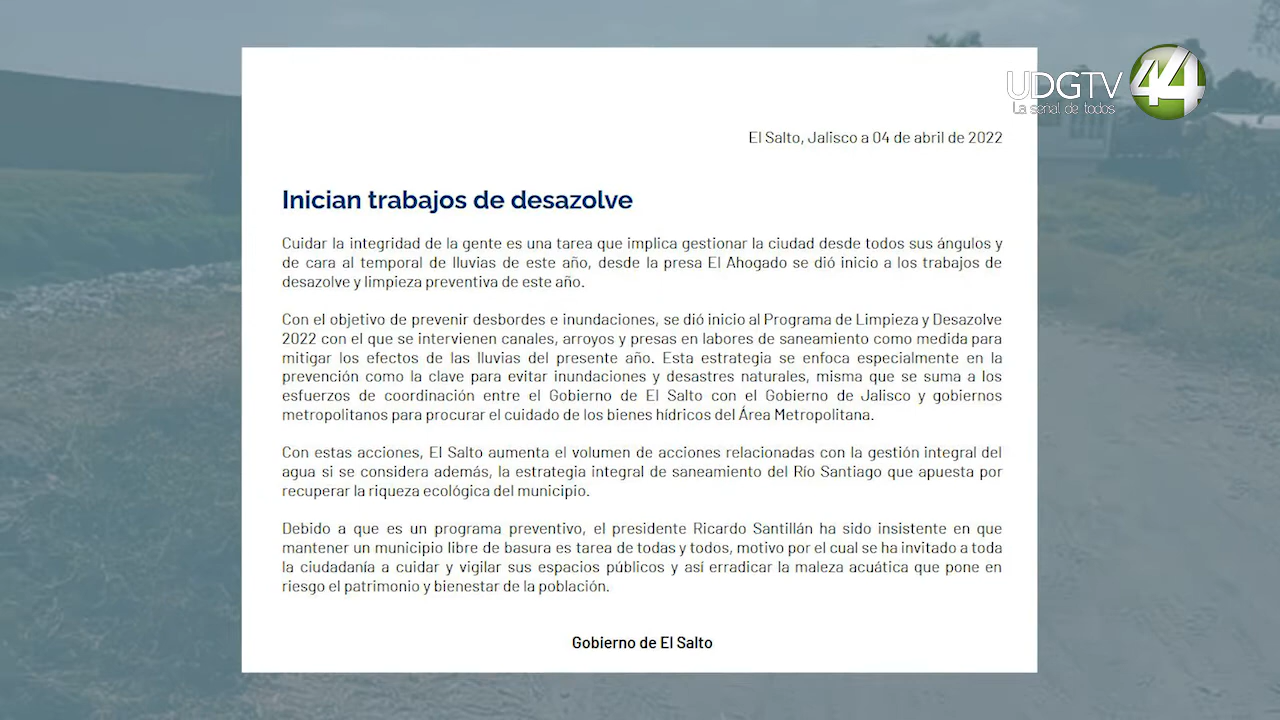 UDGTV 44
La señal de todos
El Salto, Jalisco a 04 de abril de 2022
Inician trabajos de desazolve
Cuidar la integridad de la gente es una tarea que implica gestionar la ciudad desde todos sus ángulos y
de cara al temporal de lluvias de este año, desde la presa El Ahogado se dió inicio a los trabajos de
desazolve y limpieza preventiva de este año.
Con el objetivo de prevenir desbordes e inundaciones, se dió inicio al Programa de Limpieza y Desazolve
2022 con el que se intervienen canales, arroyos y presas en labores de saneamiento como medida para
mitigar los efectos de las lluvias del presente año. Esta estrategia se enfoca especialmente en la
prevención como la clave para evitar inundaciones y desastres naturales, misma que se suma a los
esfuerzos de coordinación entre el Gobierno de El Salto con el Gobierno de Jalisco y gobiernos
metropolitanos para procurar el cuidado de los bienes hídricos del Área Metropolitana.
Con estas acciones, El Salto aumenta el volumen de acciones relacionadas con la gestión integral del
agua si se considera además, la estrategia integral de saneamiento del Río Santiago que apuesta por
recuperar la riqueza ecológica del municipio.
Debido a que es un programa preventivo, el presidente Ricardo Santillán ha sido insistente en que
mantener un municipio libre de basura es tarea de todas y todos, motivo por el cual se ha invitado a toda
la ciudadanía a cuidar y vigilar sus espacios públicos y así erradicar la maleza acuática que pone en
riesgo el patrimonio y bienestar de la población.
Gobierno de El Salto